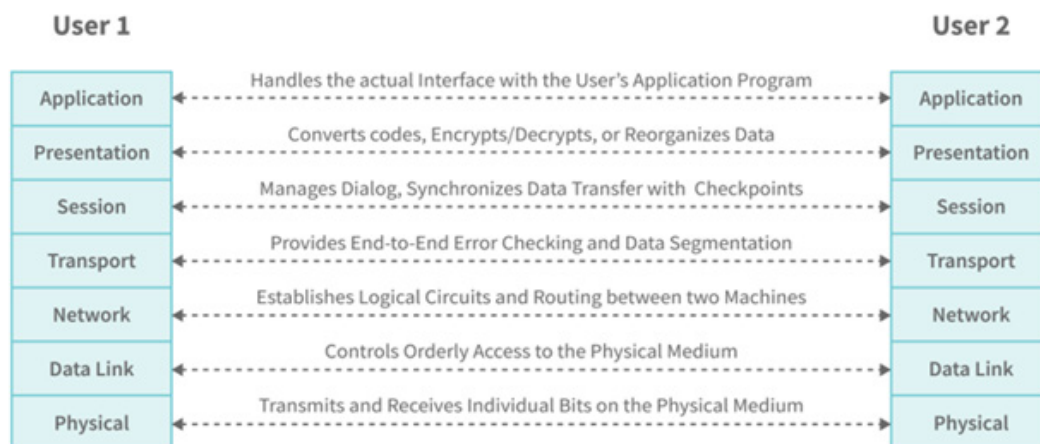 User 1
User 2
Handles the actual Interface with the User's Application Program
Application
Application
Converts codes, Encrypts/Decrypts, or Reorganizes Data
Presentation
Presentation
Manages Dialog, Synchronizes Data Transfer with Checkpoints
Session
Session
Provides End-to-End Error Checking and Data Segmentation
Transport
Transport
Establishes Logical Circuits and Routing between two Machines
Network
Network
Controls Orderly Access to the Physical Medium
Data Link
Data Link
Transmits and Receives Individual Bits on the Physical Medium
Physical
Physical